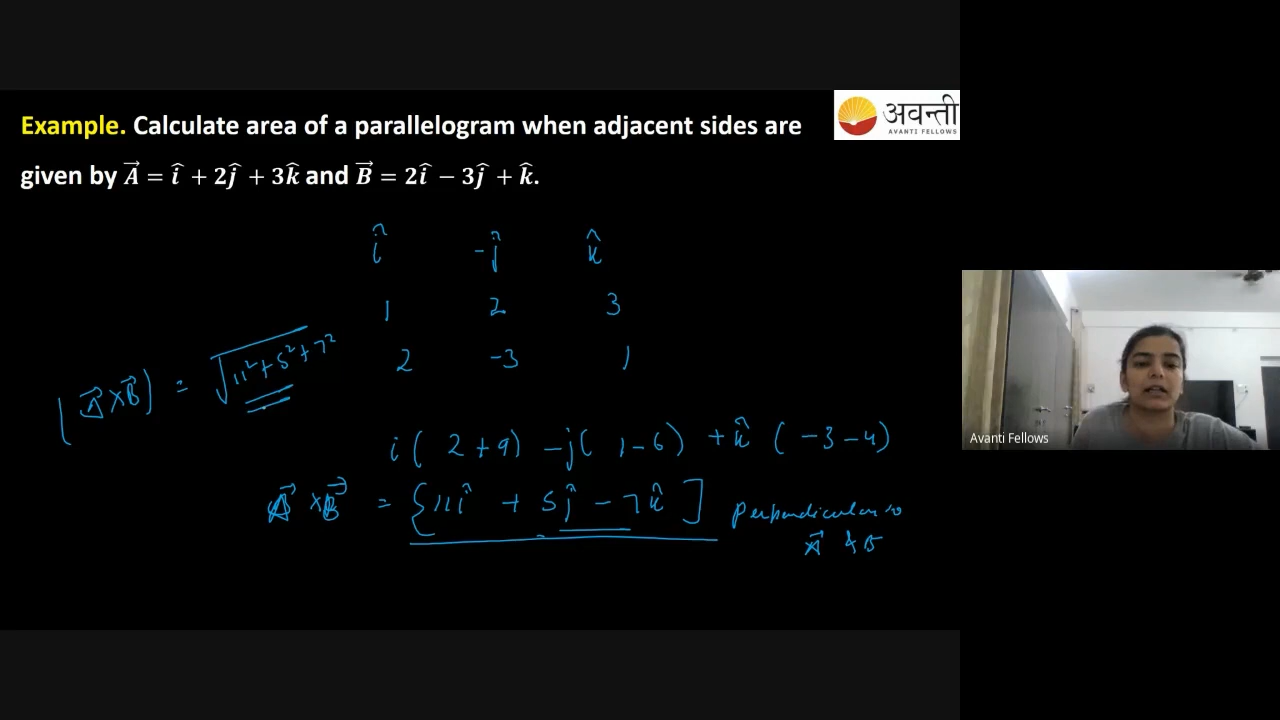 Example. Calculate area of a parallelogram when adjacent sides are
given by A⃗ = î + 2ĵ + 3k̂ and B⃗ = 2î − 3ĵ + k̂.
अवन्ती
AVANTI FELLOWS
î -ĵ k̂
1 2 3
2 -3 1
|A⃗ × B⃗| = √11² + 5² + 7²
i ( 2 + 9) - j ( 1 - 6) + k̂ ( -3 - 4)
A⃗ × B⃗ = { 11î + 5ĵ - 7k̂ ] perpendicular to
A⃗ & B
Avanti Fellows